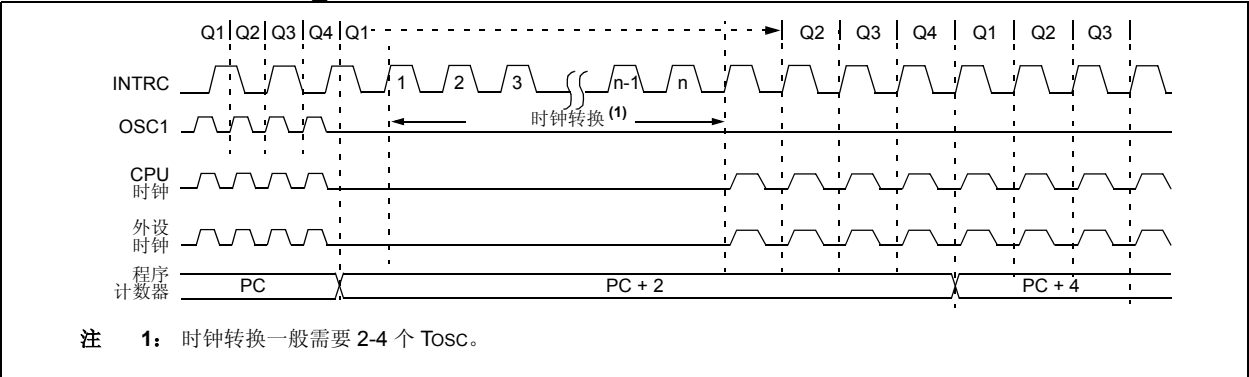 Q1 Q2 Q3 Q4 Q1 Q2 Q3 Q4 Q1 Q2 Q3
INTRC 1 2 3 n-1 n
时钟转换(1)
OSC1
CPU
时钟
外设
时钟
程序
计数器
PC PC + 2 PC + 4
注 1： 时钟转换一般需要 2-4 个 TOSC。